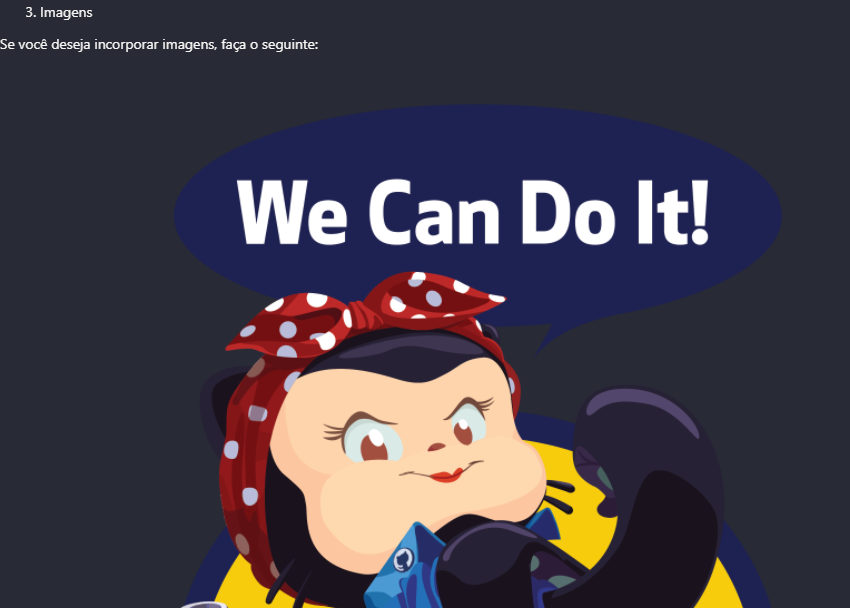 3. Imagens
Se você deseja incorporar imagens, faça o seguinte:
We Can Do It!